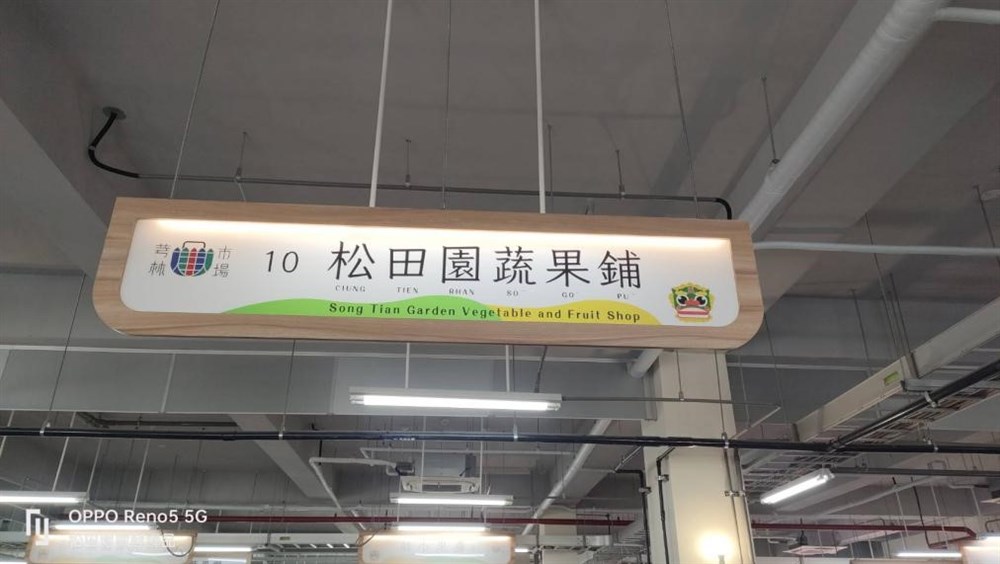 芎林市場
10 松田園蔬果鋪
CIUNG TIEN RHAN SO GO PU
Song Tian Garden Vegetable and Fruit Shop
OPPO Reno5 5G